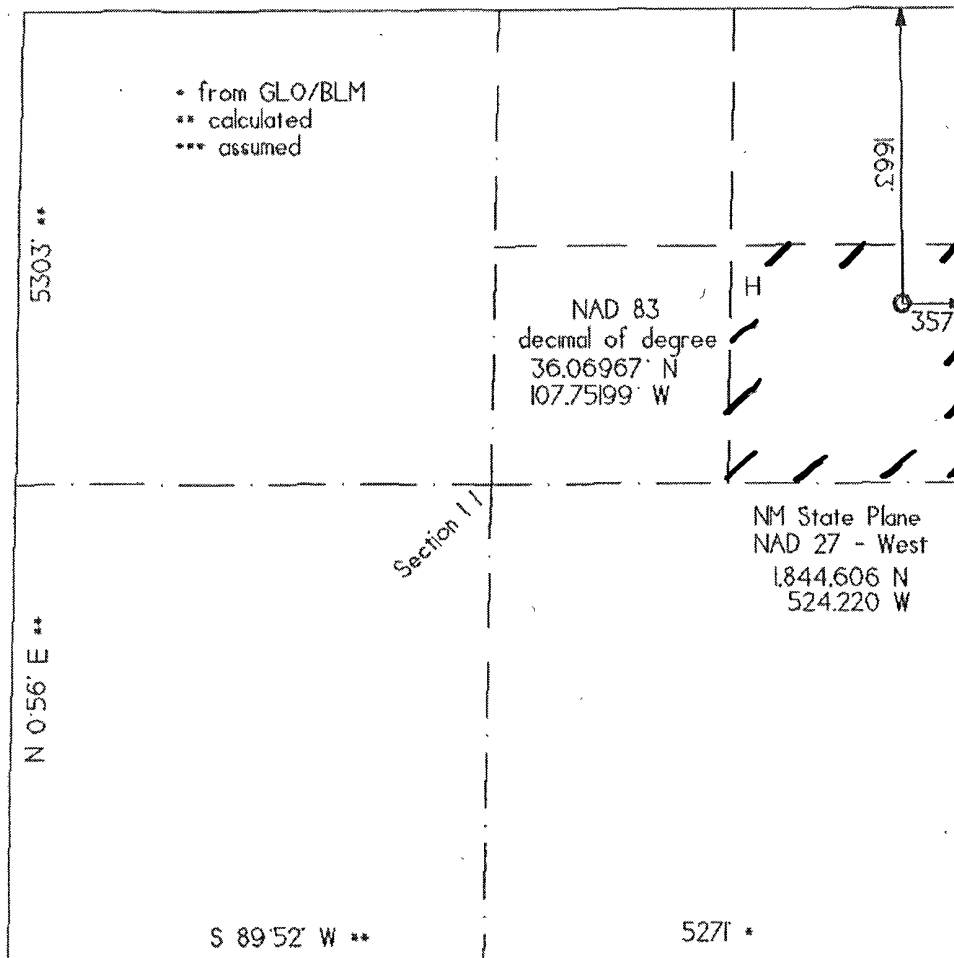 * from GLO/BLM
** calculated
*** assumed
1663'
5303' **
H
357
NAD 83
decimal of degree
36.06967° N
107.75199° W
Section 11
NM State Plane
NAD 27 - West
1,844,606 N
524,220 W
N 0°56' E **
S 89°52' W **
5271' *